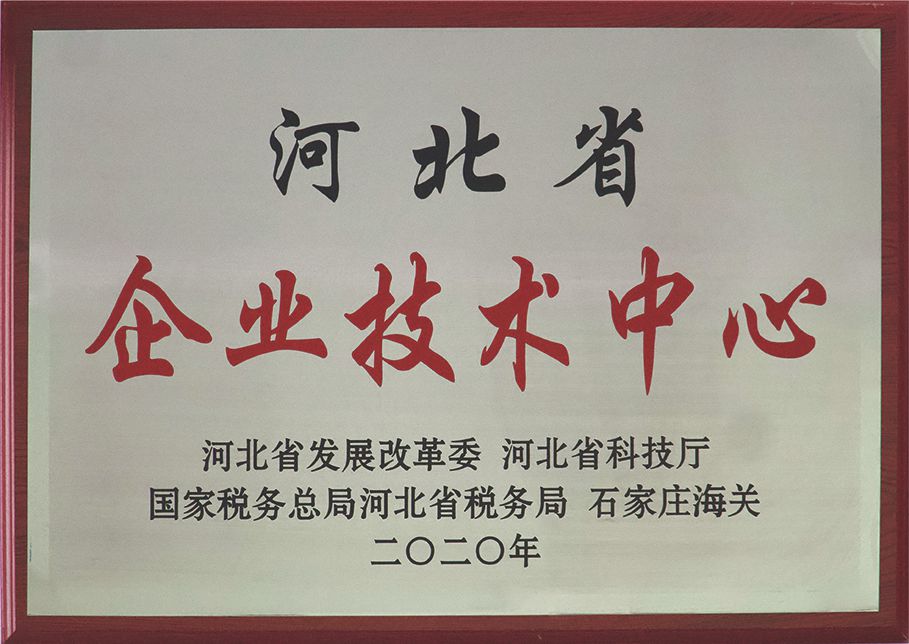 河北省
企业技术中心
河北省发展改革委 河北省科技厅
国家税务总局河北省税务局 石家庄海关
二〇二〇年